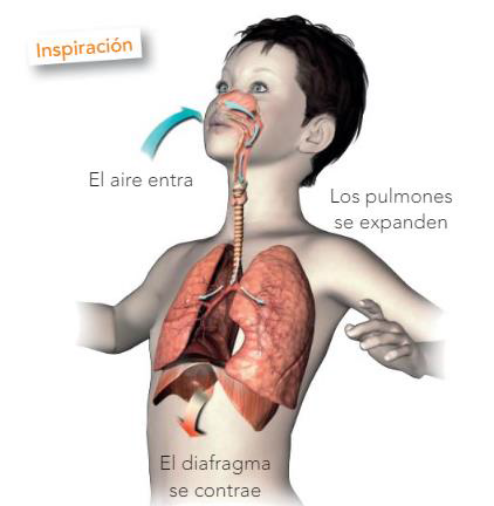 Inspiración
El aire entra
Los pulmones
se expanden
El diafragma
se contrae